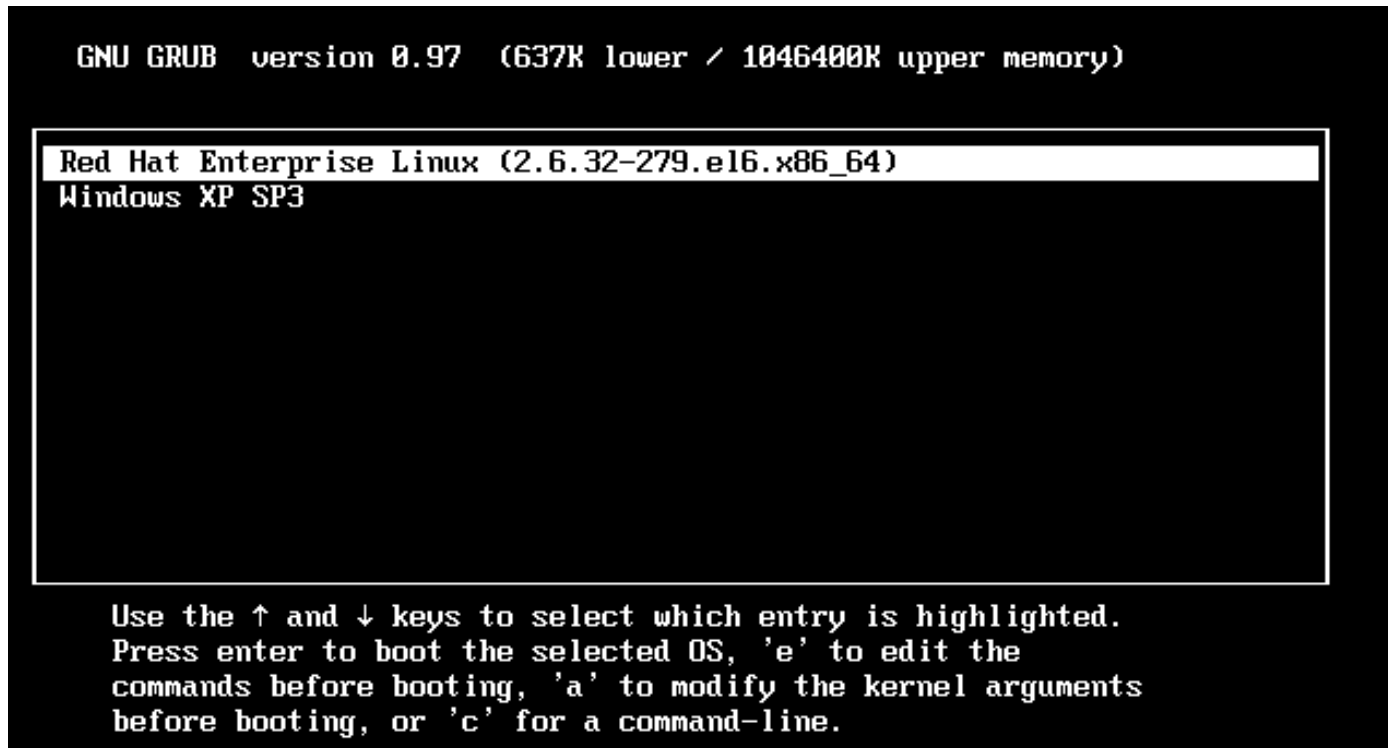 GNU GRUB  version 0.97  (637K lower / 1046400K upper memory)
Red Hat Enterprise Linux (2.6.32-279.el6.x86_64)
Windows XP SP3
Use the ↑ and ↓ keys to select which entry is highlighted.
Press enter to boot the selected OS, 'e' to edit the
commands before booting, 'a' to modify the kernel arguments
before booting, or 'c' for a command-line.